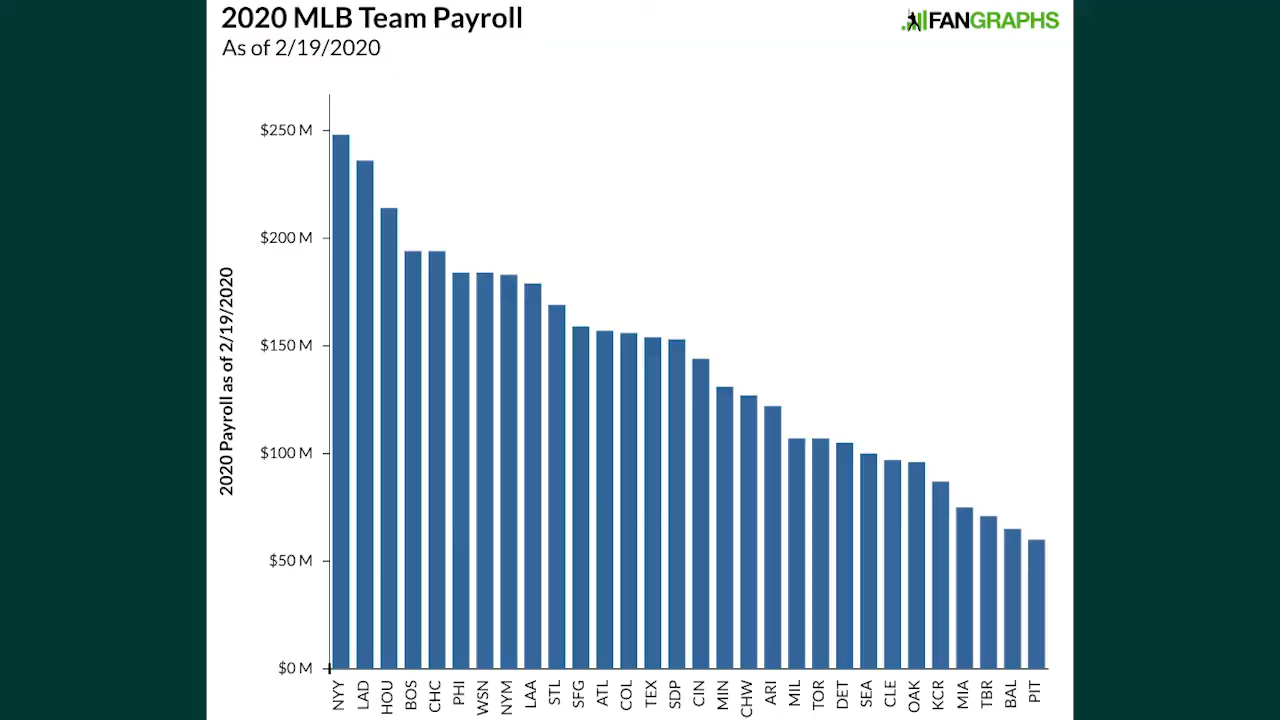 2020 MLB Team Payroll
FANGRAPHS
As of 2/19/2020
2020 Payroll as of 2/19/2020
$250 M
$200 M
$150 M
$100 M
$50 M
$0 M
NYY
LAD
HOU
BOS
CHC
PHI
WSN
NYM
LAA
STL
SFG
ATL
COL
TEX
SDP
CIN
MIN
CHW
ARI
MIL
TOR
DET
SEA
CLE
OAK
KCR
MIA
TBR
BAL
PIT